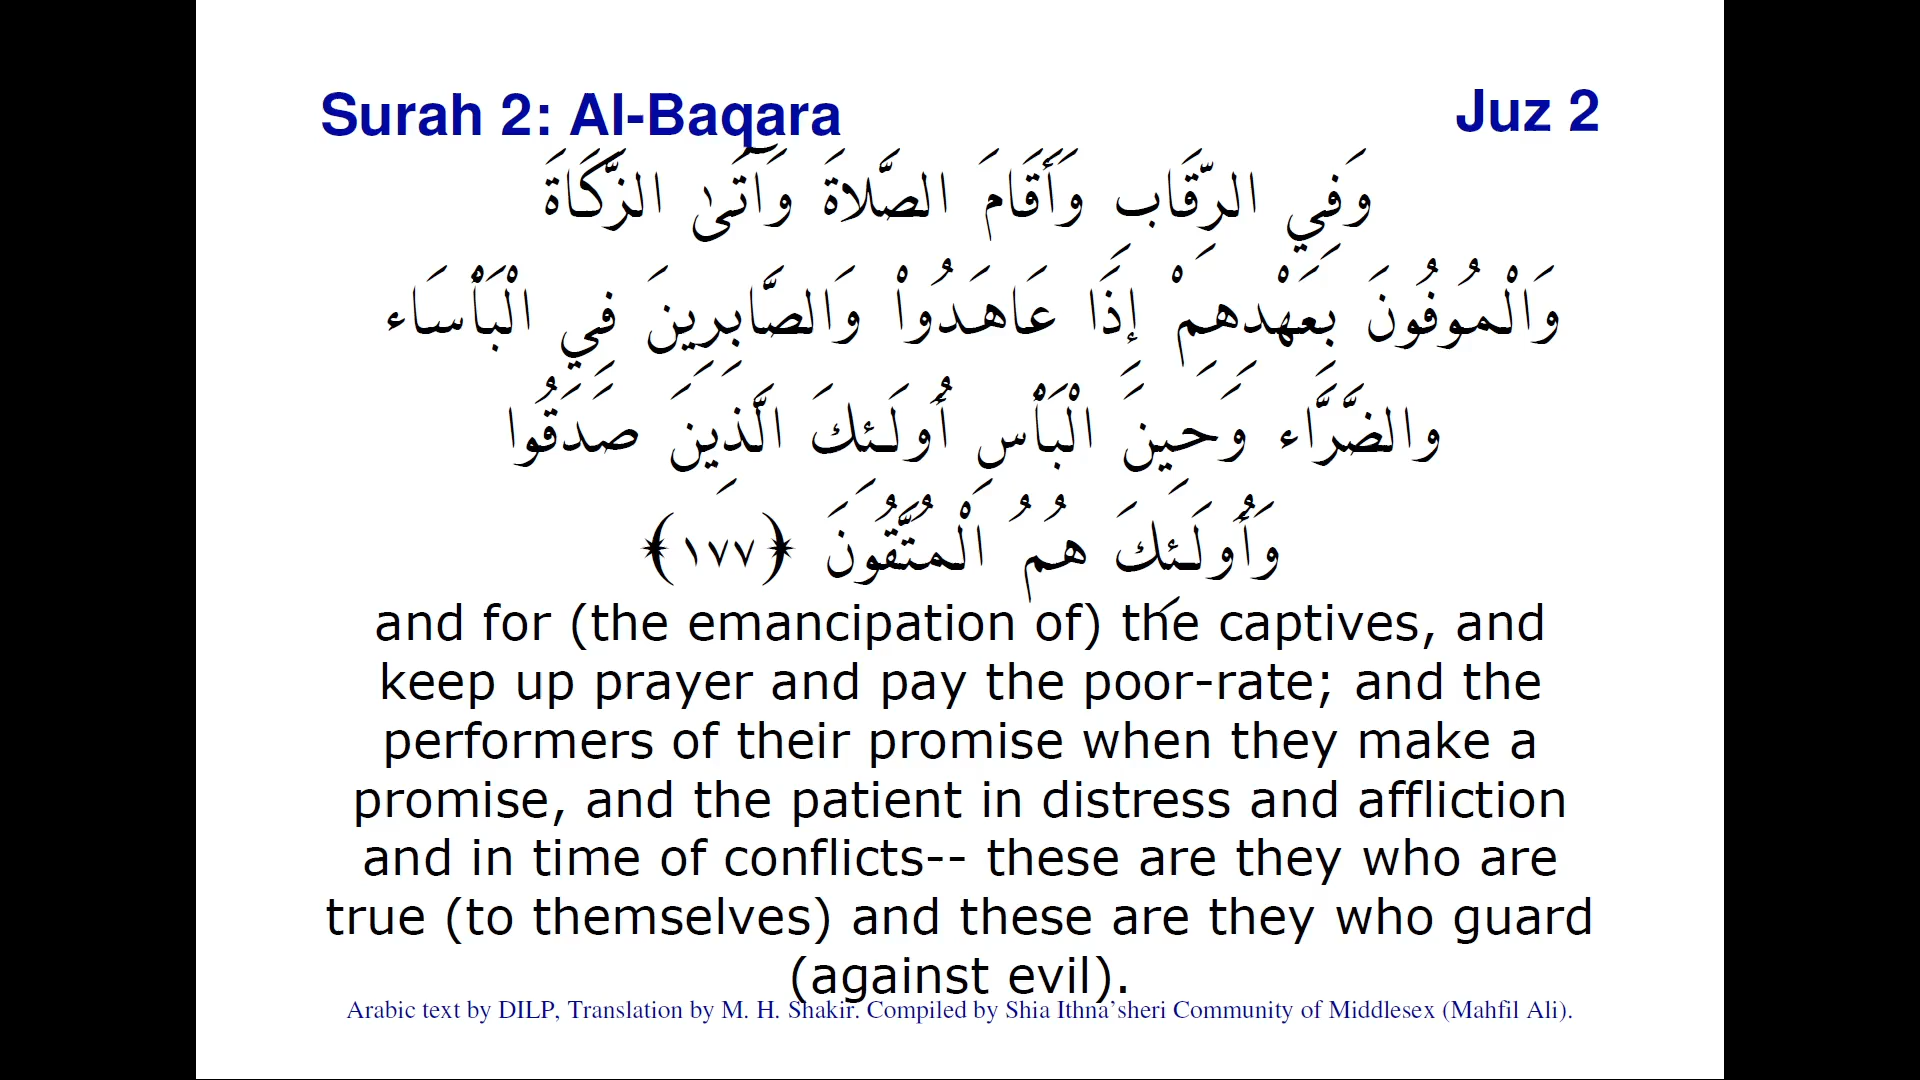 Surah 2: Al-Baqara
Juz 2
وَفِي الرِّقَابِ وَأَقَامَ الصَّلاةَ وَآتَىٰ الزَّكَاةَ
وَالْمُوفُونَ بِعَهْدِهِمْ إِذَا عَاهَدُواْ وَالصَّابِرِينَ فِي الْبَأْسَاء
والضَّرَّاء وَحِينَ الْبَأْسِ أُولَـئِكَ الَّذِينَ صَدَقُوا
وَأُولَـئِكَ هُمُ الْمُتَّقُونَ ﴿١٧٧﴾
and for (the emancipation of) the captives, and
keep up prayer and pay the poor-rate; and the
performers of their promise when they make a
promise, and the patient in distress and affliction
and in time of conflicts-- these are they who are
true (to themselves) and these are they who guard
(against evil).
Arabic text by DILP, Translation by M. H. Shakir. Compiled by Shia Ithna’sheri Community of Middlesex (Mahfil Ali).